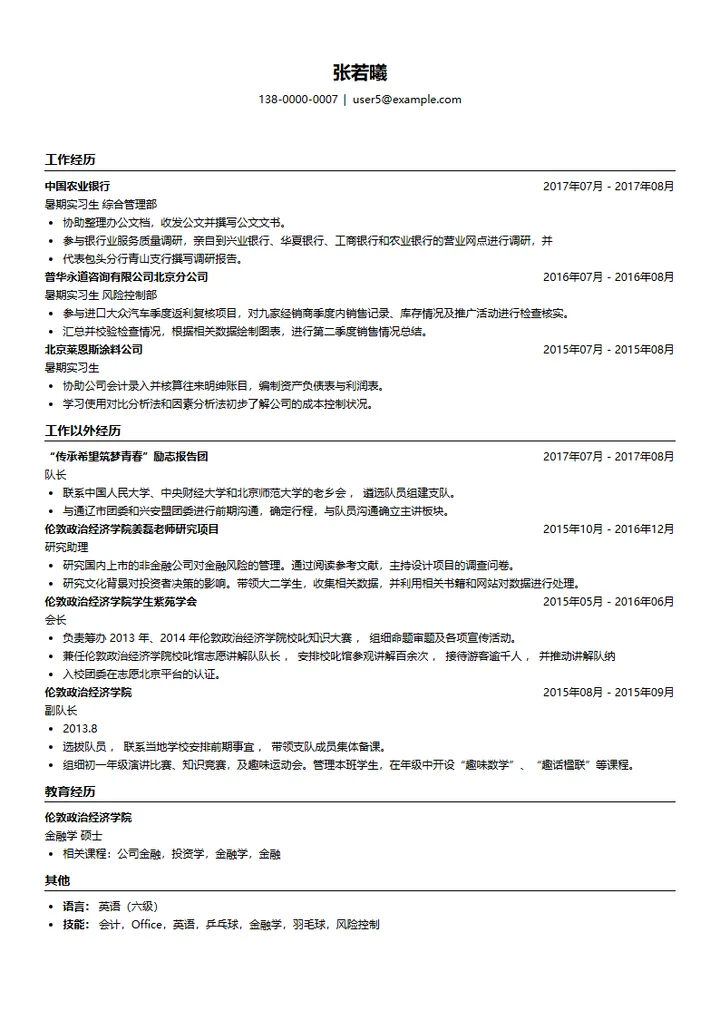 张若曦
138-0000-0007 | user5@example.com
工作经历
中国农业银行 2017年07月 - 2017年08月
暑期实习生 综合管理部
• 协助整理办公文档，收发公文并撰写公文文书。
• 参与银行业服务质量调研，亲自到兴业银行、华夏银行、工商银行和农业银行的营业网点进行调研，并
• 代表包头分行青山支行撰写调研报告。
普华永道咨询有限公司北京分公司 2016年07月 - 2016年08月
暑期实习生 风险控制部
• 参与进口大众汽车季度返利复核项目，对九家经销商季度内销售记录、库存情况及推广活动进行检查核实。
• 汇总并校验检查情况，根据相关数据绘制图表，进行第二季度销售情况总结。
北京莱恩斯涂料公司 2015年07月 - 2015年08月
暑期实习生
• 协助公司会计录入并核算往来明绅账目，编制资产负债表与利润表。
• 学习使用对比分析法和因素分析法初步了解公司的成本控制状况。
工作以外经历
“传承希望筑梦青春”励志报告团 2017年07月 - 2017年08月
队长
• 联系中国人民大学、中央财经大学和北京师范大学的老乡会 ， 遴选队员组建支队。
• 与通辽市团委和兴安盟团委进行前期沟通，确定行程，与队员沟通确立主讲板块。
伦敦政治经济学院姜磊老师研究项目 2015年10月 - 2016年12月
研究助理
• 研究国内上市的非金融公司对金融风险的管理。通过阅读参考文献，主持设计项目的调查问卷。
• 研究文化背景对投资者决策的影响。带领大二学生，收集相关数据，并利用相关书籍和网站对数据进行处理。
伦敦政治经济学院学生紫苑学会 2015年05月 - 2016年06月
会长
• 负责筹办 2013 年、2014 年伦敦政治经济学院校叱知识大赛 ， 组细命题审题及各项宣传活动。
• 兼任伦敦政治经济学院校叱馆志愿讲解队队长 ， 安排校叱馆参观讲解百余次 ， 接待游客逾千人 ， 并推动讲解队纳
• 入校团委在志愿北京平台的认证。
伦敦政治经济学院 2015年08月 - 2015年09月
副队长
• 2013.8
• 选拔队员 ， 联系当地学校安排前期事宜 ， 带领支队成员集体备课。
• 组细初一年级演讲比赛、知识竞赛，及趣味运动会。管理本班学生，在年级中开设“趣味数学”、“趣话楹联”等课程。
教育经历
伦敦政治经济学院
金融学 硕士
• 相关课程：公司金融，投资学，金融学，金融
其他
• 语言： 英语（六级）
• 技能： 会计，Office，英语，乒乓球，金融学，羽毛球，风险控制